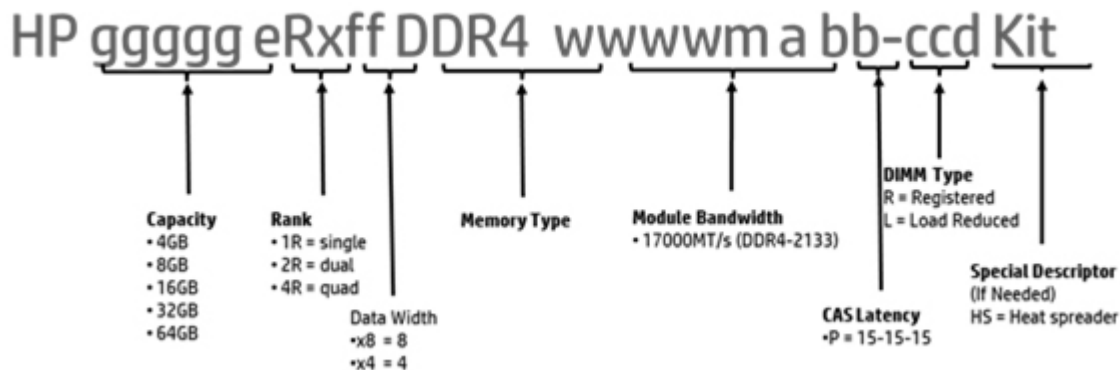 HP ggggg eRxff DDR4 wwwwm a bb-ccd Kit
Capacity
• 4GB
• 8GB
• 16GB
• 32GB
• 64GB
Rank
• 1R = single
• 2R = dual
• 4R = quad
Data Width
•x8 = 8
•x4 = 4
Memory Type
Module Bandwidth
• 17000MT/s (DDR4-2133)
CAS Latency
•P = 15-15-15
DIMM Type
R = Registered
L = Load Reduced
Special Descriptor
(If Needed)
HS = Heat spreader